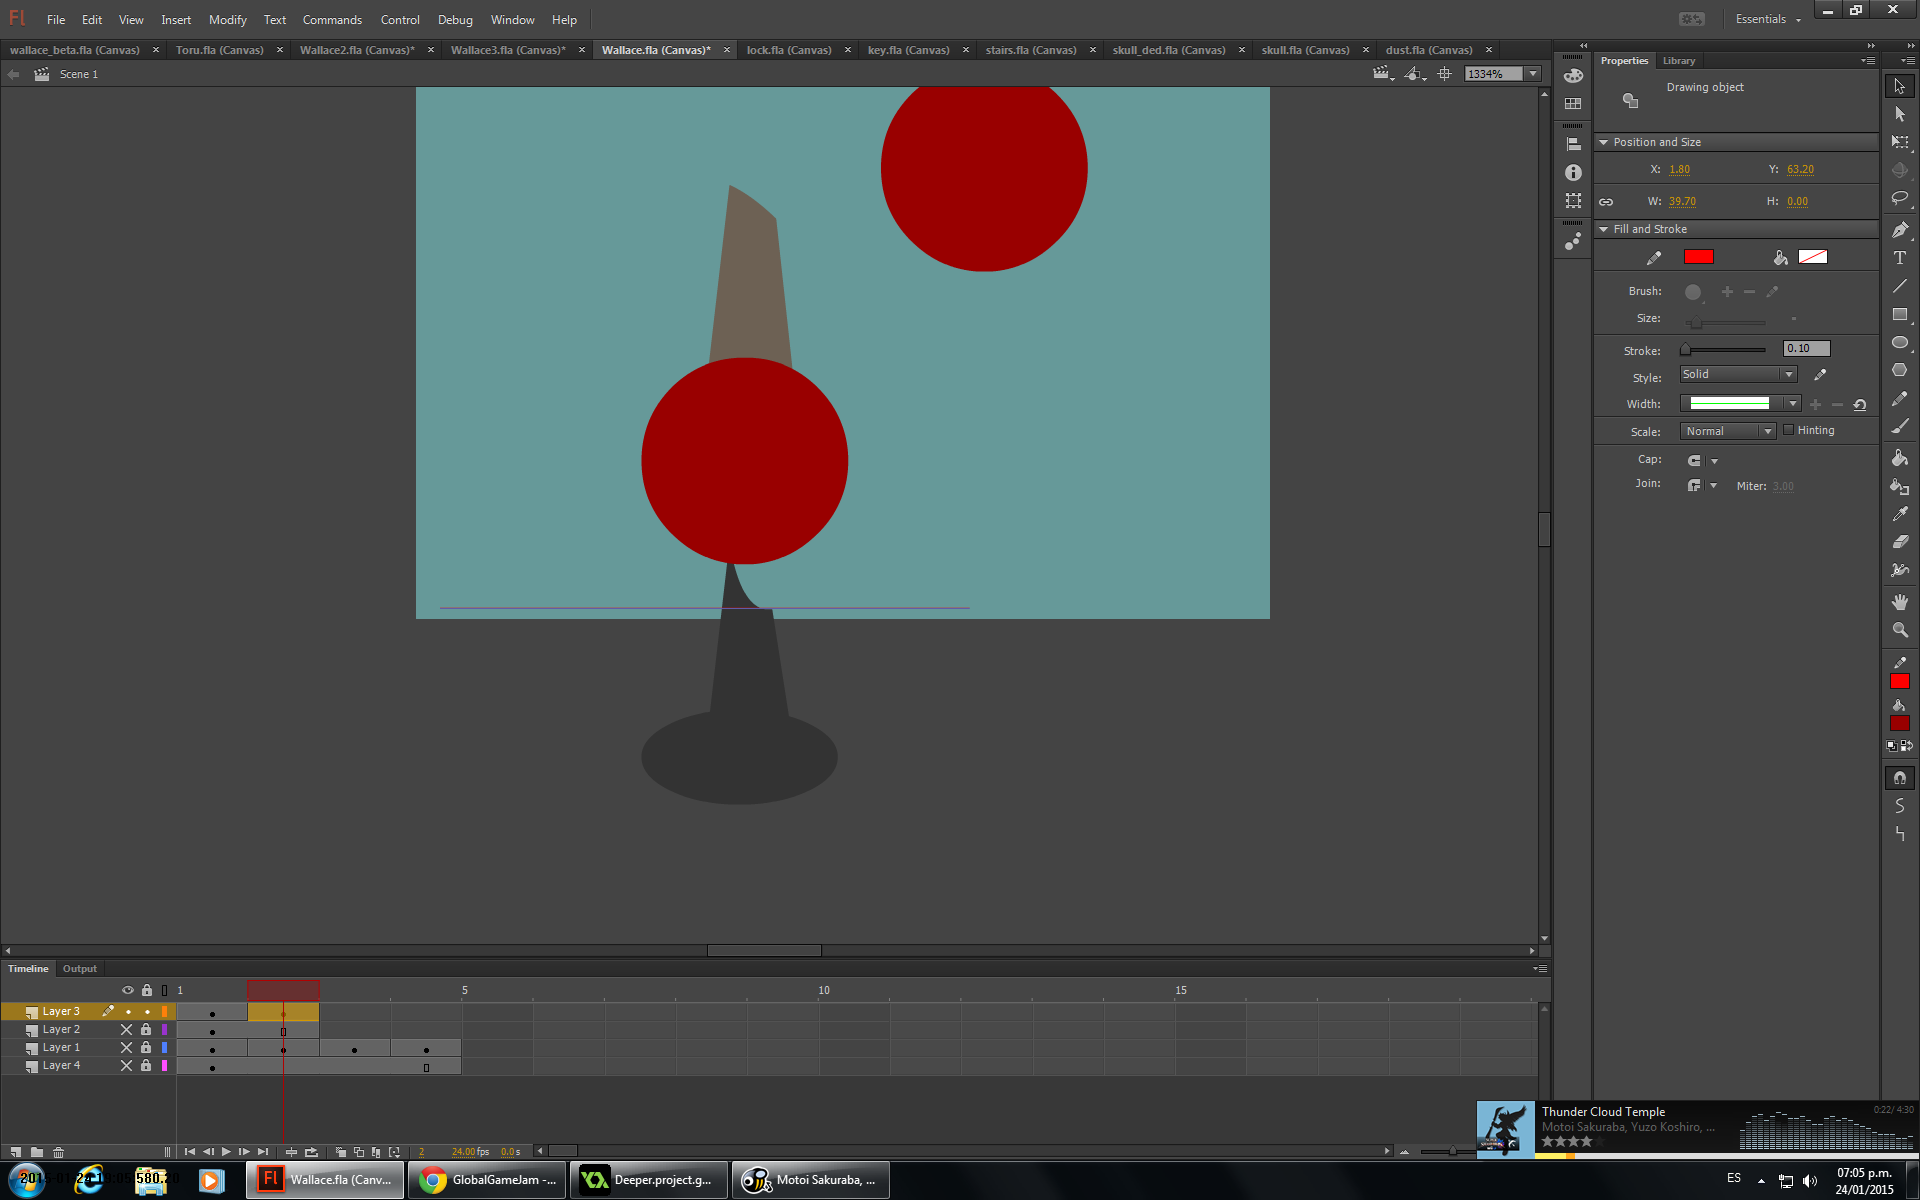 Fl File Edit View Insert Modify Text Commands Control Debug Window Help Essentials
wallace_beta.fla (Canvas) × Toru.fla (Canvas) × Wallace2.fla (Canvas)* × Wallace3.fla (Canvas)* × Wallace.fla (Canvas)* × lock.fla (Canvas) × key.fla (Canvas) × stairs.fla (Canvas) × skull_ded.fla (Canvas) × skull.fla (Canvas) × dust.fla (Canvas) ×
Scene 1 1334%
Properties Library
Drawing object
Position and Size
X: 1.80 Y: 63.20
W: 39.70 H: 0.00
Fill and Stroke
Brush:
Size: -
Stroke: 0.10
Style: Solid
Width:
Scale: Normal Hinting
Cap:
Join: Miter: 3.00
Timeline Output
1 5 10 15
Layer 3
Layer 2
Layer 1
Layer 4
2 24.00 fps 0.0 s
Thunder Cloud Temple 0:22/ 4:30
Motoi Sakuraba, Yuzo Koshiro, ...
Wallace.fla (Canv... GlobalGameJam -... Deeper.project.g... Motoi Sakuraba, ...
ES 07:05 p.m.
24/01/2015